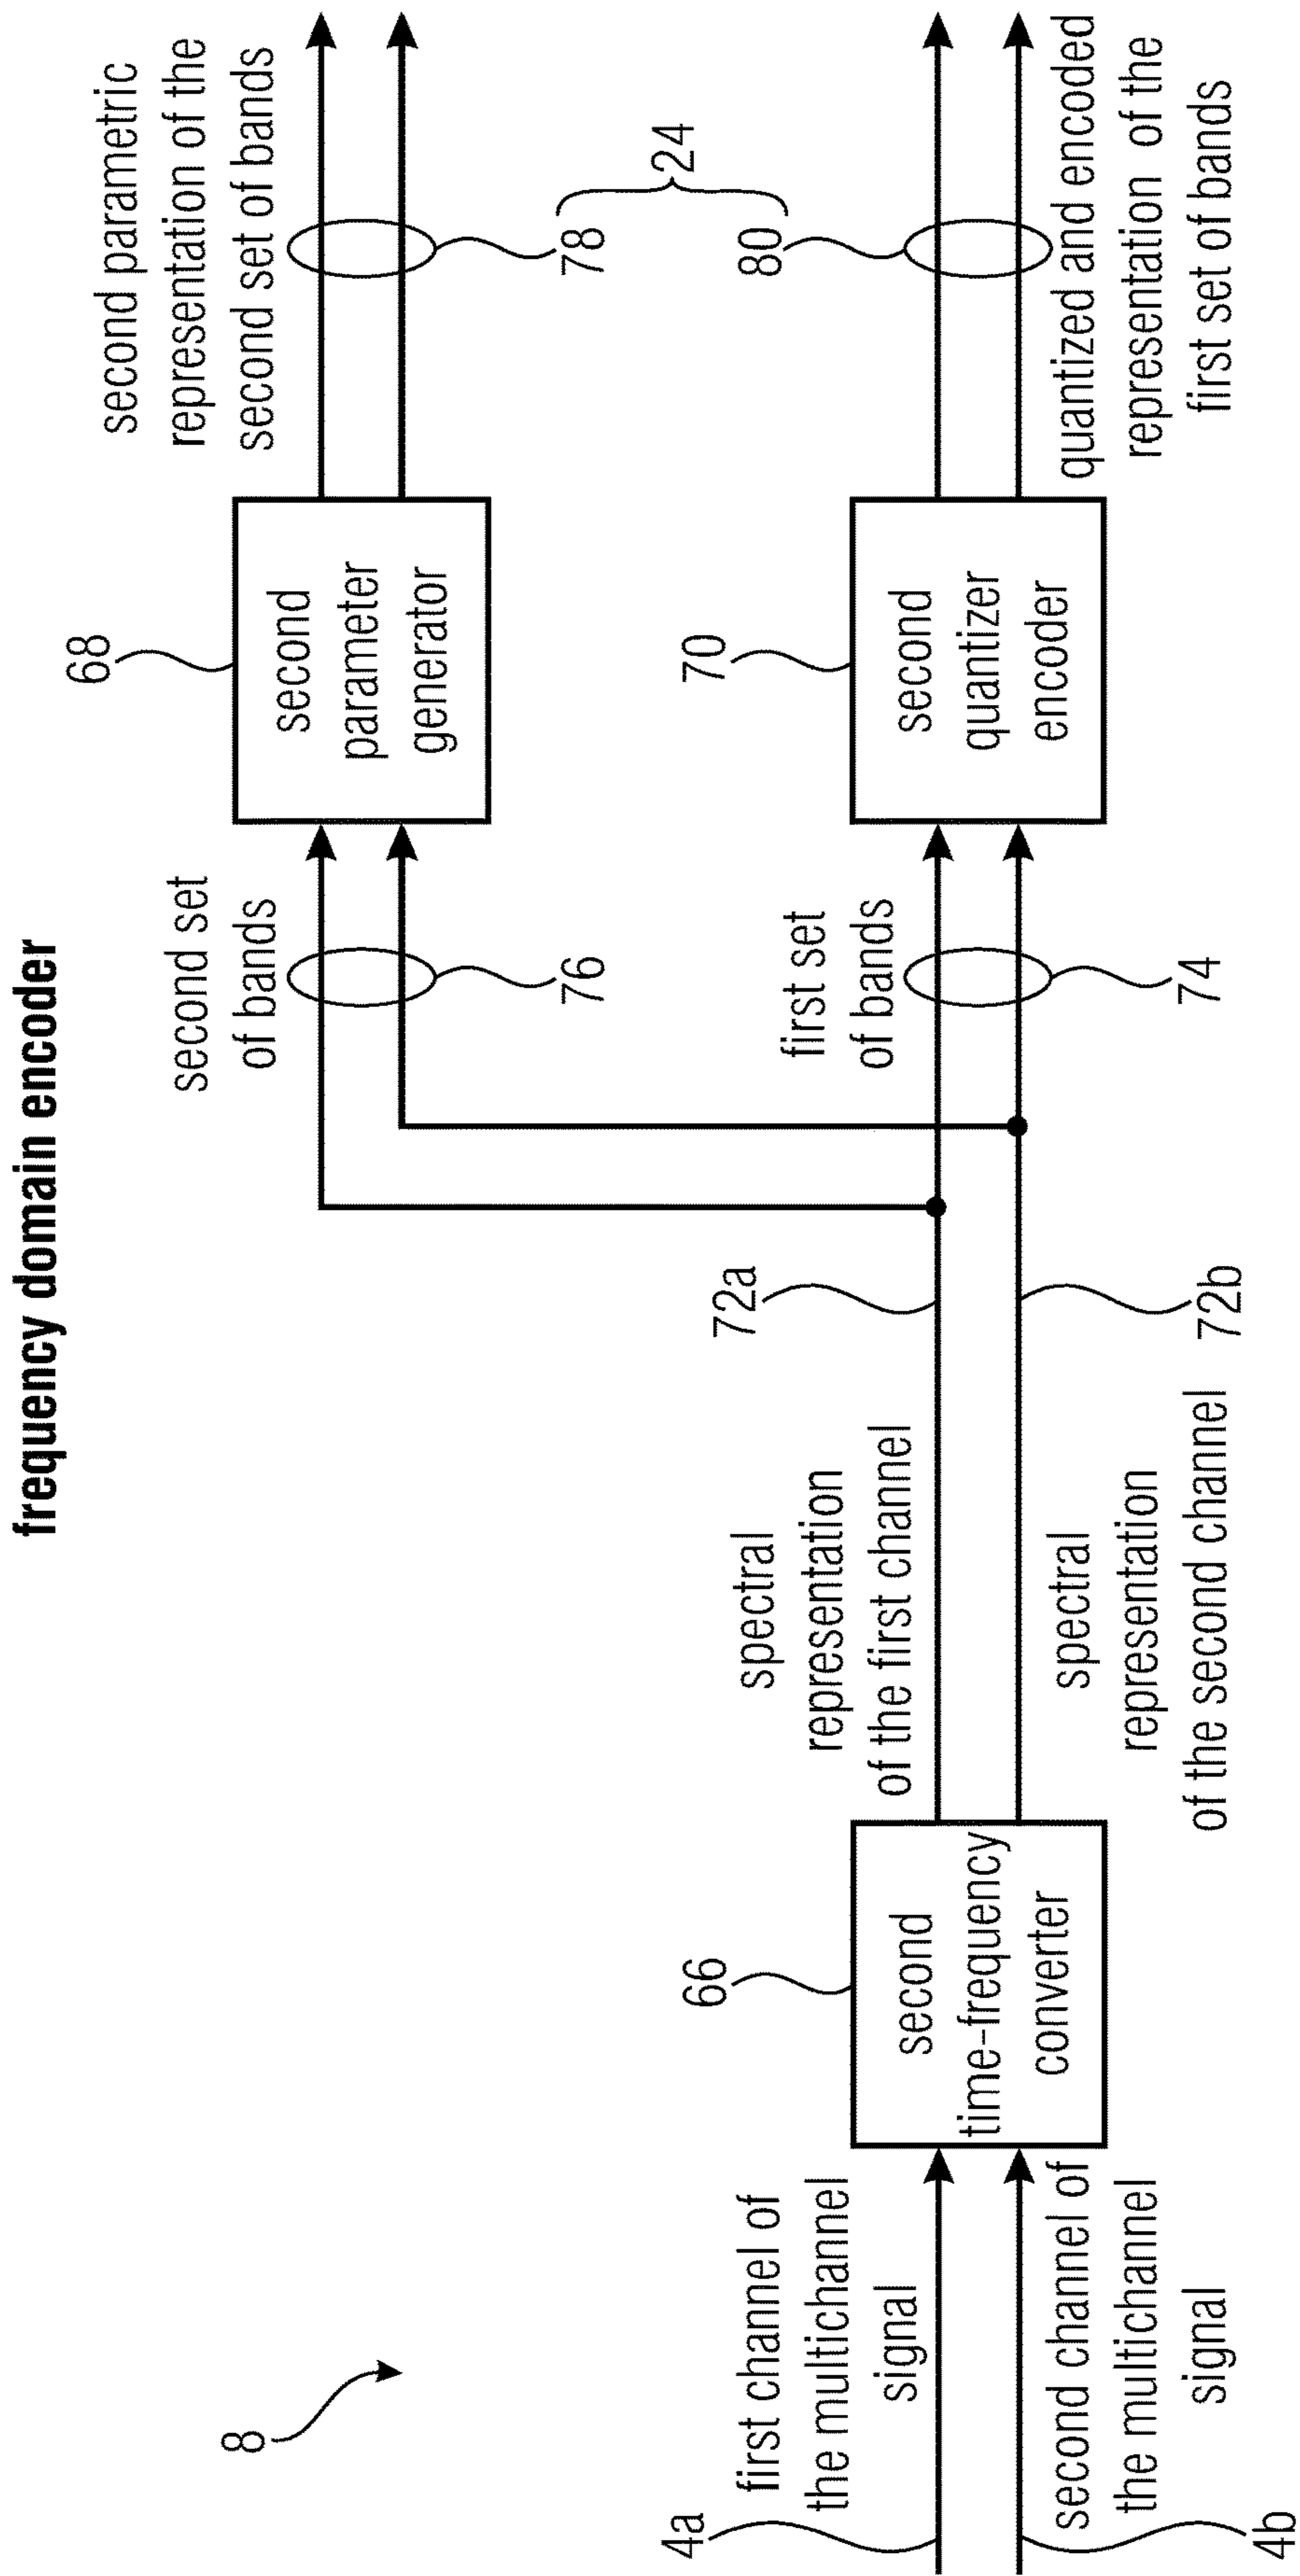 frequency domain encoder
8
4a
first channel of
the multichannel
signal
second channel of
the multichannel
signal
4b
66
second
time-frequency
converter
spectral
representation
of the first channel
72a
spectral
representation
of the second channel
72b
second set
of bands
76
first set
of bands
74
68
second
parameter
generator
70
second
quantizer
encoder
second parametric
representation of the
second set of bands
78
24
80
quantized and encoded
representation of the
first set of bands